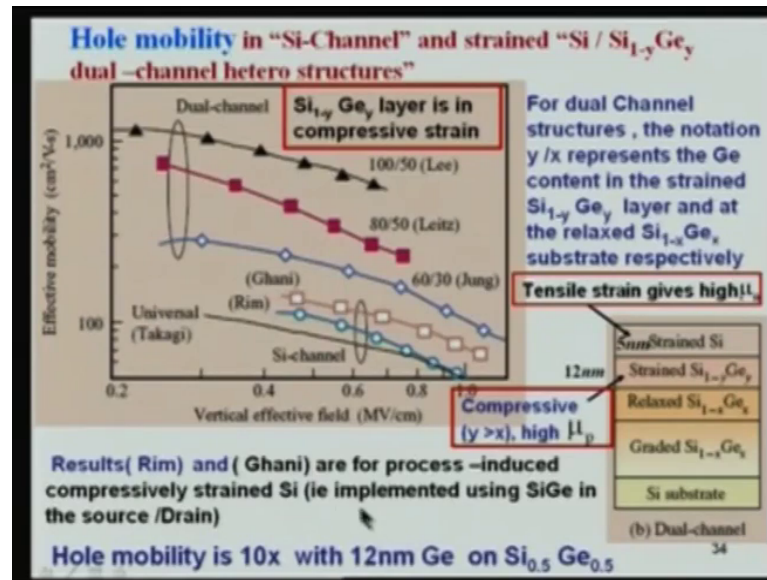 Hole mobility in “Si-Channel” and strained “Si / Si1-yGey
dual –channel hetero structures”
Dual-channel
Si1-y Gey layer is in
compressive strain
100/50 (Lee)
80/50 (Leitz)
60/30 (Jung)
(Ghani)
(Rim)
Universal
(Takagi)
Si-channel
1,000
100
Effective mobility (cm²/V-s)
0.2 0.4 0.6 0.8 1.0
Vertical effective field (MV/cm)
For dual Channel
structures , the notation
y /x represents the Ge
content in the strained
Si1-y Gey layer and at
the relaxed Si1-xGex
substrate respectively
Tensile strain gives high μn
5nm Strained Si
12nm Strained Si1-yGey
Relaxed Si1-xGex
Graded Si1-xGex
Si substrate
(b) Dual-channel
34
Compressive
(y >x), high μp
Results( Rim) and ( Ghani) are for process –induced
compressively strained Si (ie implemented using SiGe in
the source /Drain)
Hole mobility is 10x with 12nm Ge on Si0.5 Ge0.5